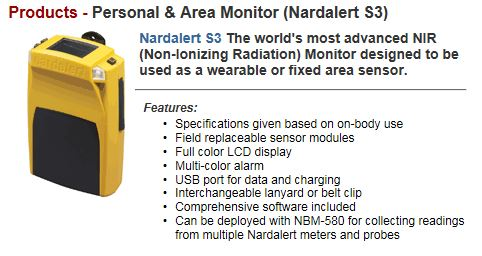 Products - Personal & Area Monitor (Nardalert S3)
Nardalert S3 The world's most advanced NIR
(Non-Ionizing Radiation) Monitor designed to be
used as a wearable or fixed area sensor.
nardalert
Features:
• Specifications given based on on-body use
• Field replaceable sensor modules
• Full color LCD display
• Multi-color alarm
• USB port for data and charging
• Interchangeable lanyard or belt clip
• Comprehensive software included
• Can be deployed with NBM-580 for collecting readings
from multiple Nardalert meters and probes